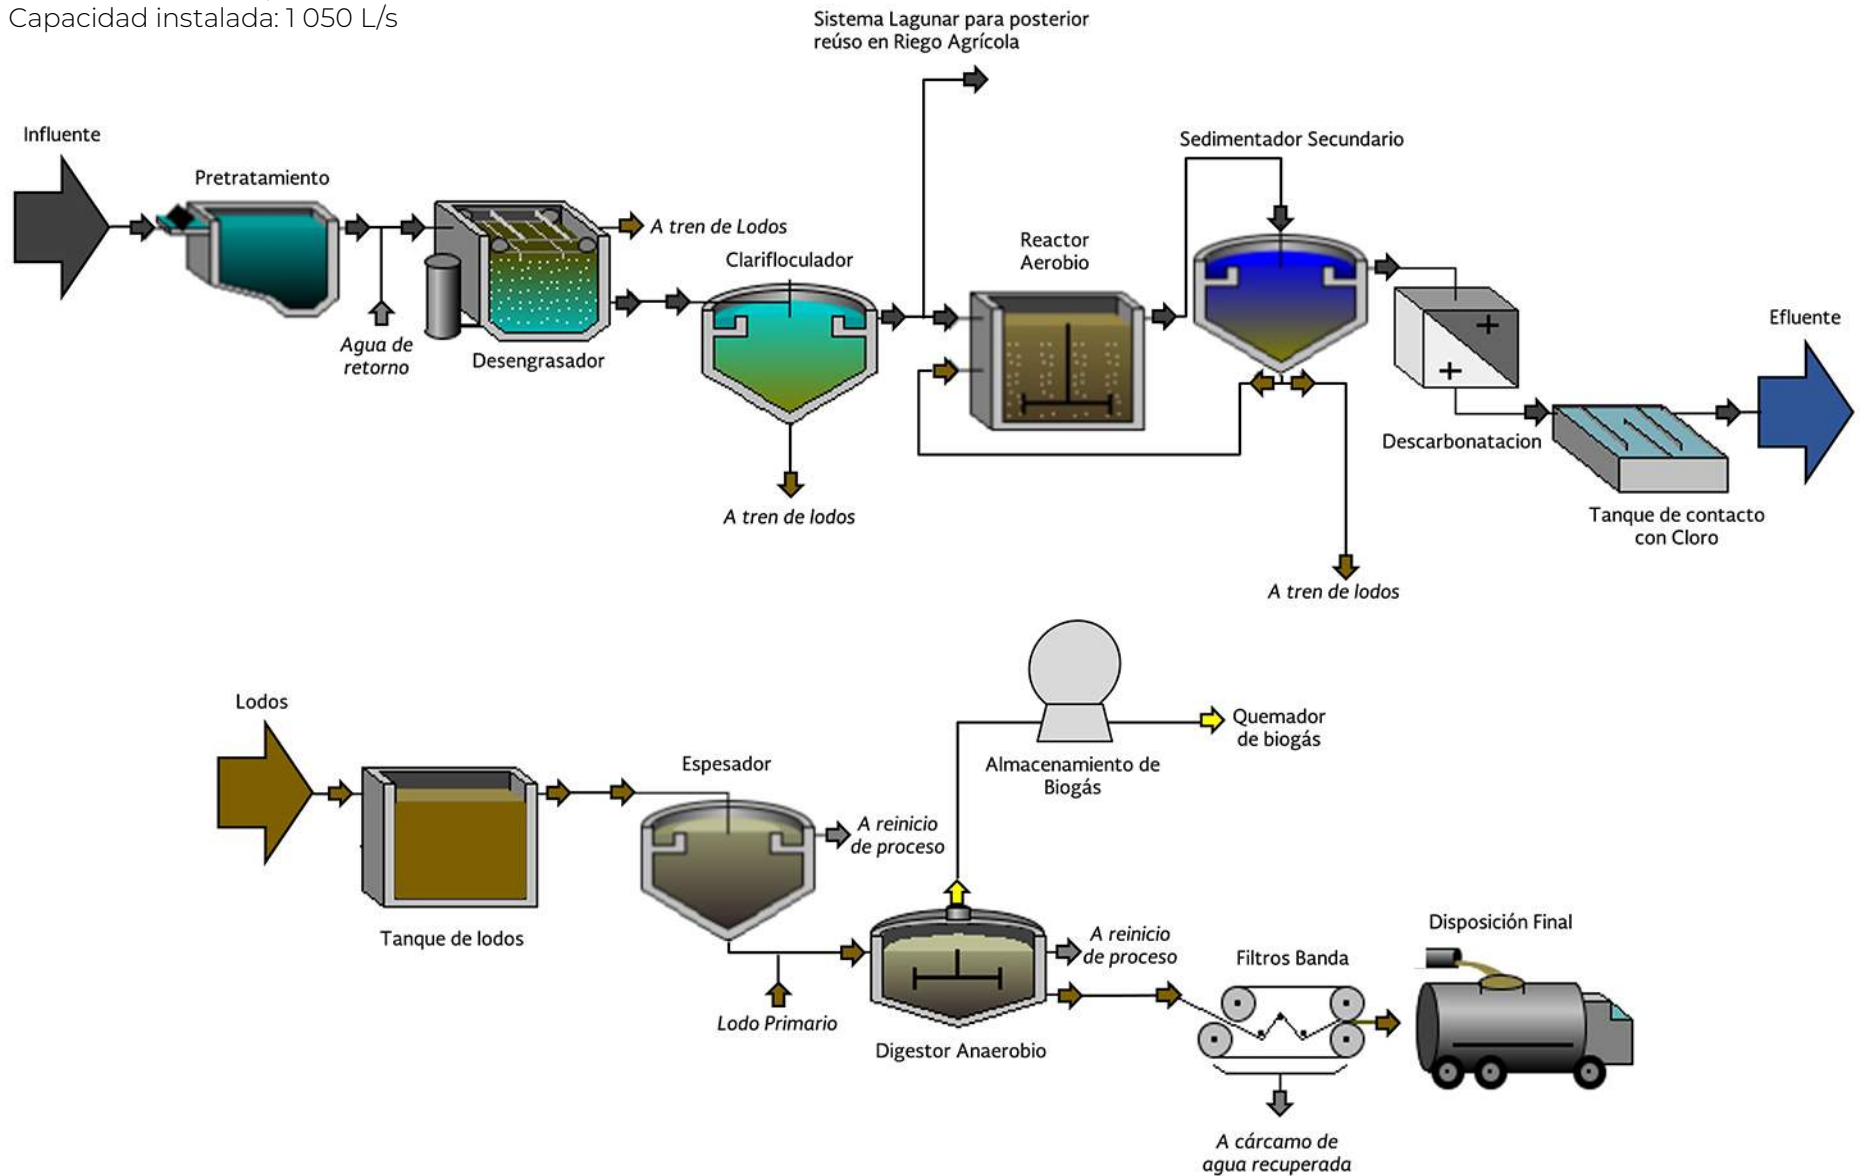 Capacidad instalada: 1 050 L/s
Sistema Lagunar para posterior
reúso en Riego Agrícola
Influente
Pretratamiento
Agua de
retorno
Desengrasador
A tren de Lodos
Clarifloculador
A tren de lodos
Reactor
Aerobio
Sedimentador Secundario
A tren de lodos
Descarbonatacion
Tanque de contacto
con Cloro
Efluente
Lodos
Tanque de lodos
Espesador
A reinicio
de proceso
Lodo Primario
Digestor Anaerobio
A reinicio
de proceso
Almacenamiento de
Biogás
Quemador
de biogás
Filtros Banda
A cárcamo de
agua recuperada
Disposición Final